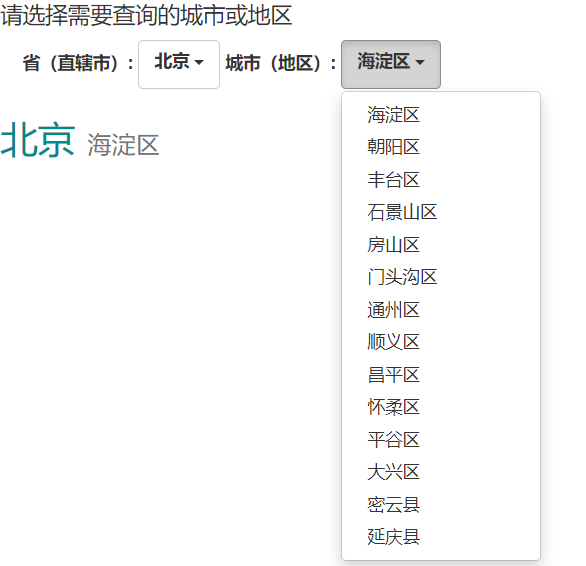 请选择需要查询的城市或地区
省（直辖市）: 北京 城市（地区）: 海淀区
北京 海淀区
海淀区
朝阳区
丰台区
石景山区
房山区
门头沟区
通州区
顺义区
昌平区
怀柔区
平谷区
大兴区
密云县
延庆县